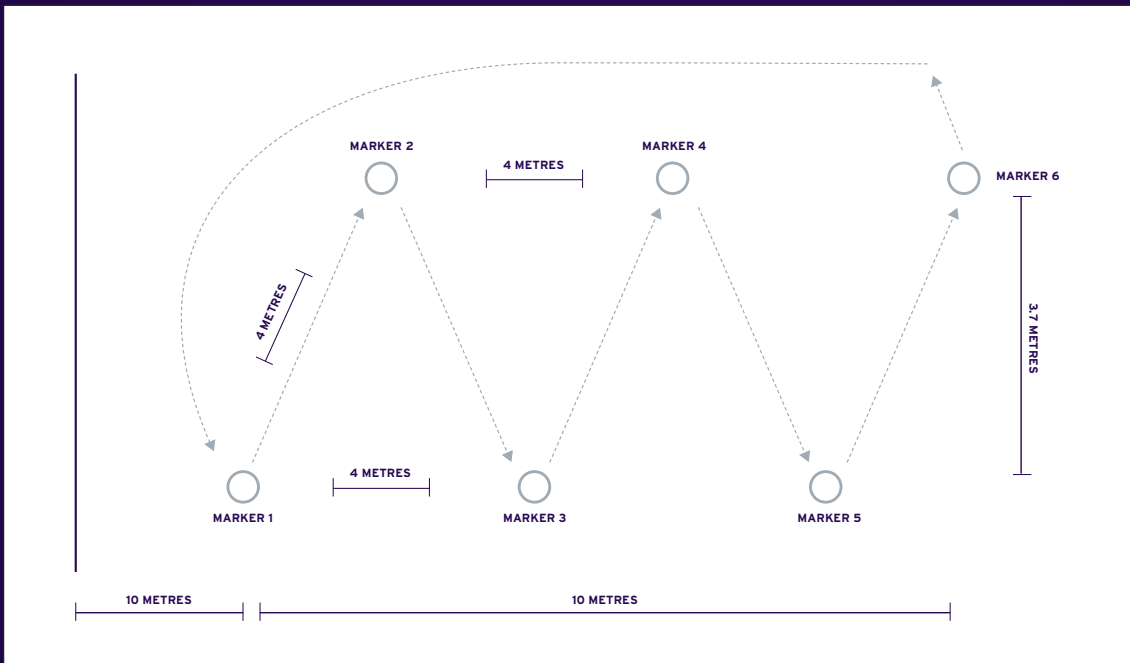 MARKER 2
4 METRES
MARKER 4
MARKER 6
4 METRES
3.7 METRES
4 METRES
MARKER 1
MARKER 3
MARKER 5
10 METRES
10 METRES